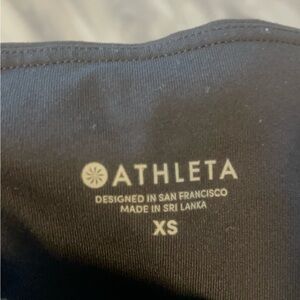 ATHLETA
DESIGNED IN SAN FRANCISCO
MADE IN SRI LANKA
XS